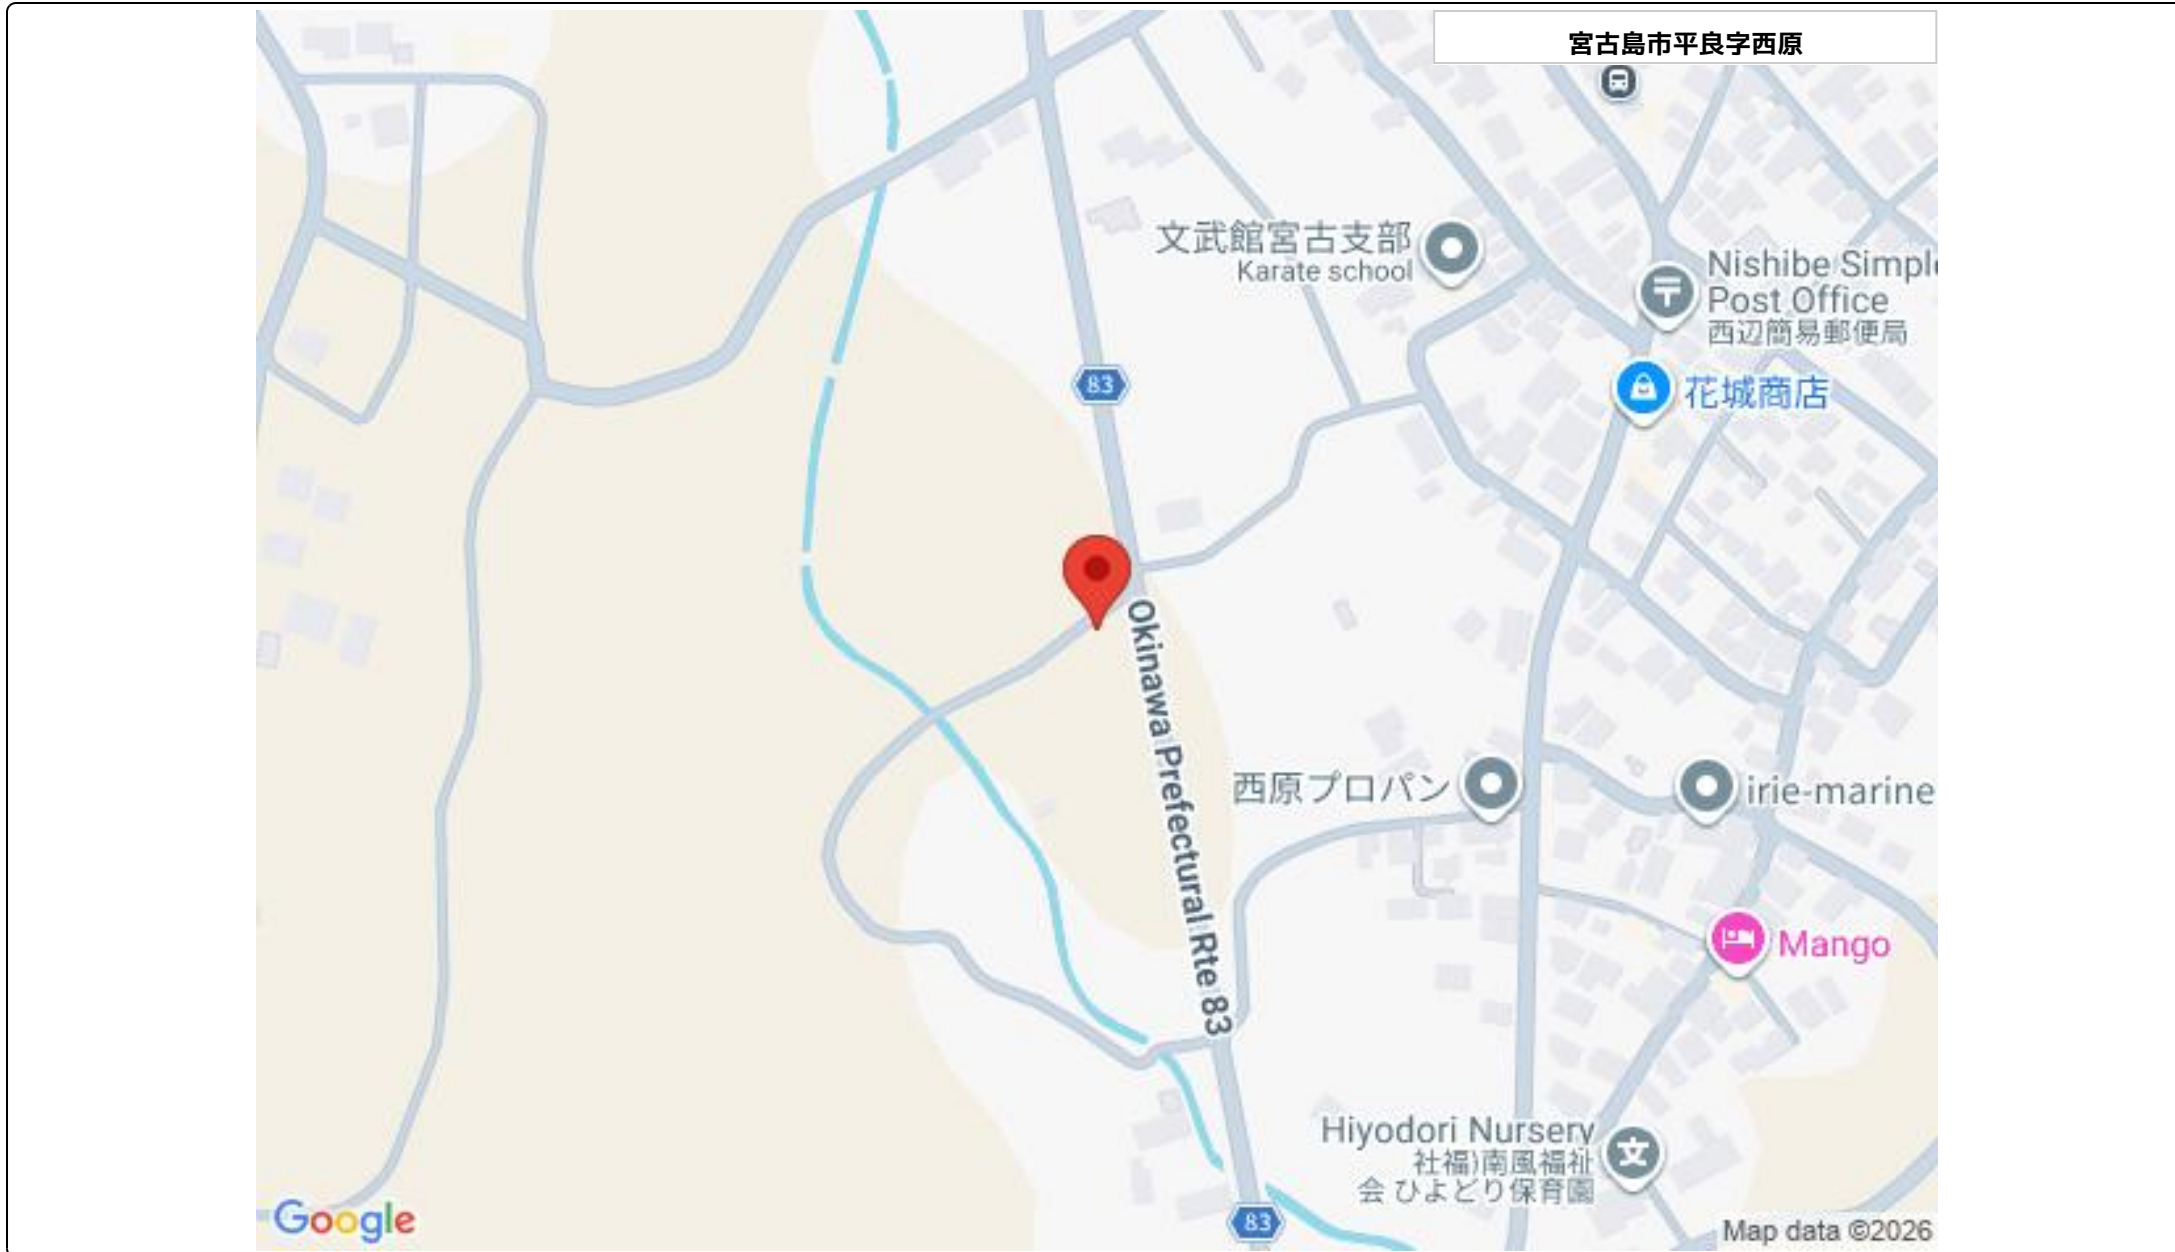 宮古島市平良字西原
文武館宮古支部
Karate school
Nishibe Simpl
Post Office
西辺簡易郵便局
83
花城商店
Okinawa Prefectural Rte 83
西原プロパン
irie-marine
Mango
Hiyodori Nursery
社福)南風福祉
会 ひよどり保育園
文
83
Google
Map data ©2026